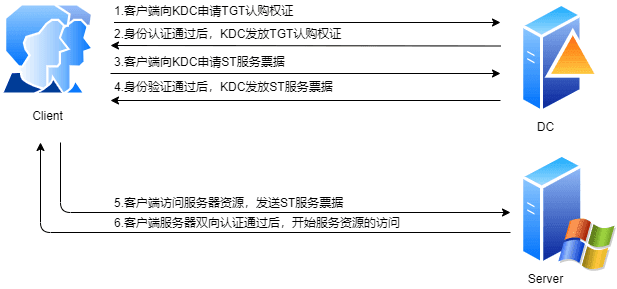 1.客户端向KDC申请TGT认购权证
2.身份认证通过后，KDC发放TGT认购权证
3.客户端向KDC申请ST服务票据
4.身份验证通过后，KDC发放ST服务票据
Client
DC
5.客户端访问服务器资源，发送ST服务票据
6.客户端服务器双向认证通过后，开始服务资源的访问
Server